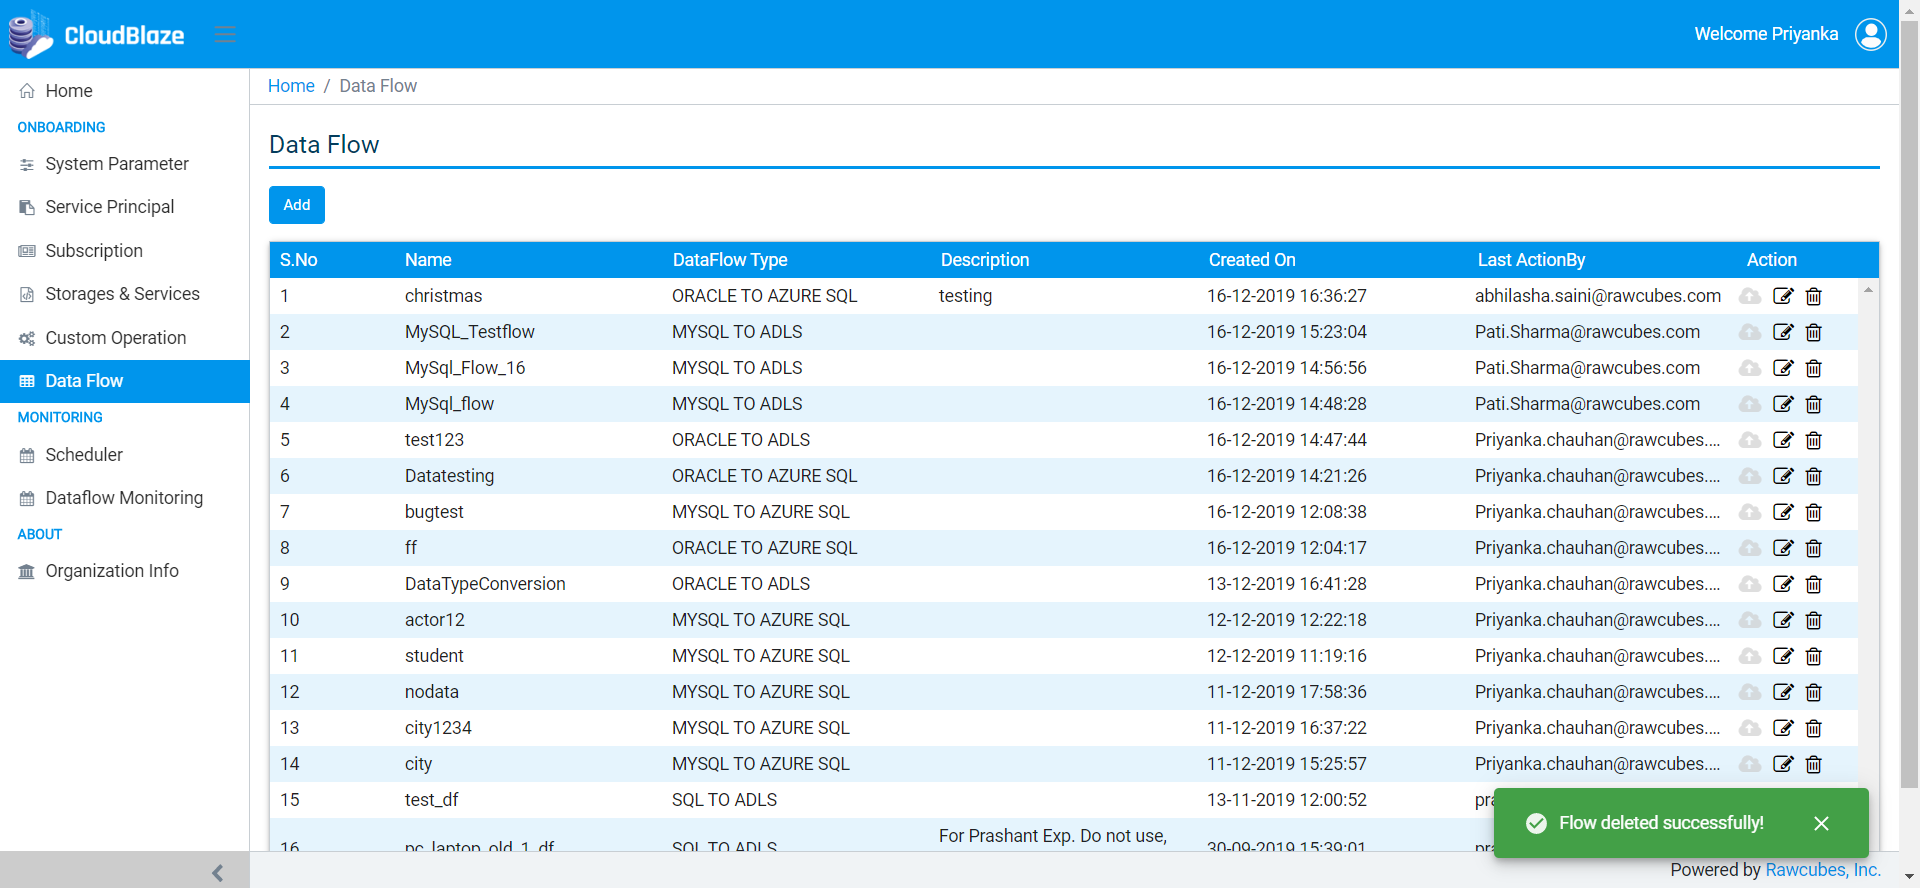 CloudBlaze
Welcome Priyanka
Home
ONBOARDING
System Parameter
Service Principal
Subscription
Storages & Services
Custom Operation
Data Flow
MONITORING
Scheduler
Dataflow Monitoring
ABOUT
Organization Info
Home / Data Flow
Data Flow
Add
S.No Name DataFlow Type Description Created On Last ActionBy Action
1 christmas ORACLE TO AZURE SQL testing 16-12-2019 16:36:27 abhilasha.saini@rawcubes.com
2 MySQL_Testflow MYSQL TO ADLS 16-12-2019 15:23:04 Pati.Sharma@rawcubes.com
3 MySql_Flow_16 MYSQL TO ADLS 16-12-2019 14:56:56 Pati.Sharma@rawcubes.com
4 MySql_flow MYSQL TO ADLS 16-12-2019 14:48:28 Pati.Sharma@rawcubes.com
5 test123 ORACLE TO ADLS 16-12-2019 14:47:44 Priyanka.chauhan@rawcubes....
6 Datatesting ORACLE TO AZURE SQL 16-12-2019 14:21:26 Priyanka.chauhan@rawcubes....
7 bugtest MYSQL TO AZURE SQL 16-12-2019 12:08:38 Priyanka.chauhan@rawcubes....
8 ff ORACLE TO AZURE SQL 16-12-2019 12:04:17 Priyanka.chauhan@rawcubes....
9 DataTypeConversion ORACLE TO ADLS 13-12-2019 16:41:28 Priyanka.chauhan@rawcubes....
10 actor12 MYSQL TO AZURE SQL 12-12-2019 12:22:18 Priyanka.chauhan@rawcubes....
11 student MYSQL TO AZURE SQL 12-12-2019 11:19:16 Priyanka.chauhan@rawcubes....
12 nodata MYSQL TO AZURE SQL 11-12-2019 17:58:36 Priyanka.chauhan@rawcubes....
13 city1234 MYSQL TO AZURE SQL 11-12-2019 16:37:22 Priyanka.chauhan@rawcubes....
14 city MYSQL TO AZURE SQL 11-12-2019 15:25:57 Priyanka.chauhan@rawcubes....
15 test_df SQL TO ADLS 13-11-2019 12:00:52
For Prashant Exp. Do not use,
16 pc_laptop_old_1_df SQL TO ADLS 30-09-2019 15:39:01
Flow deleted successfully!
Powered by Rawcubes, Inc.